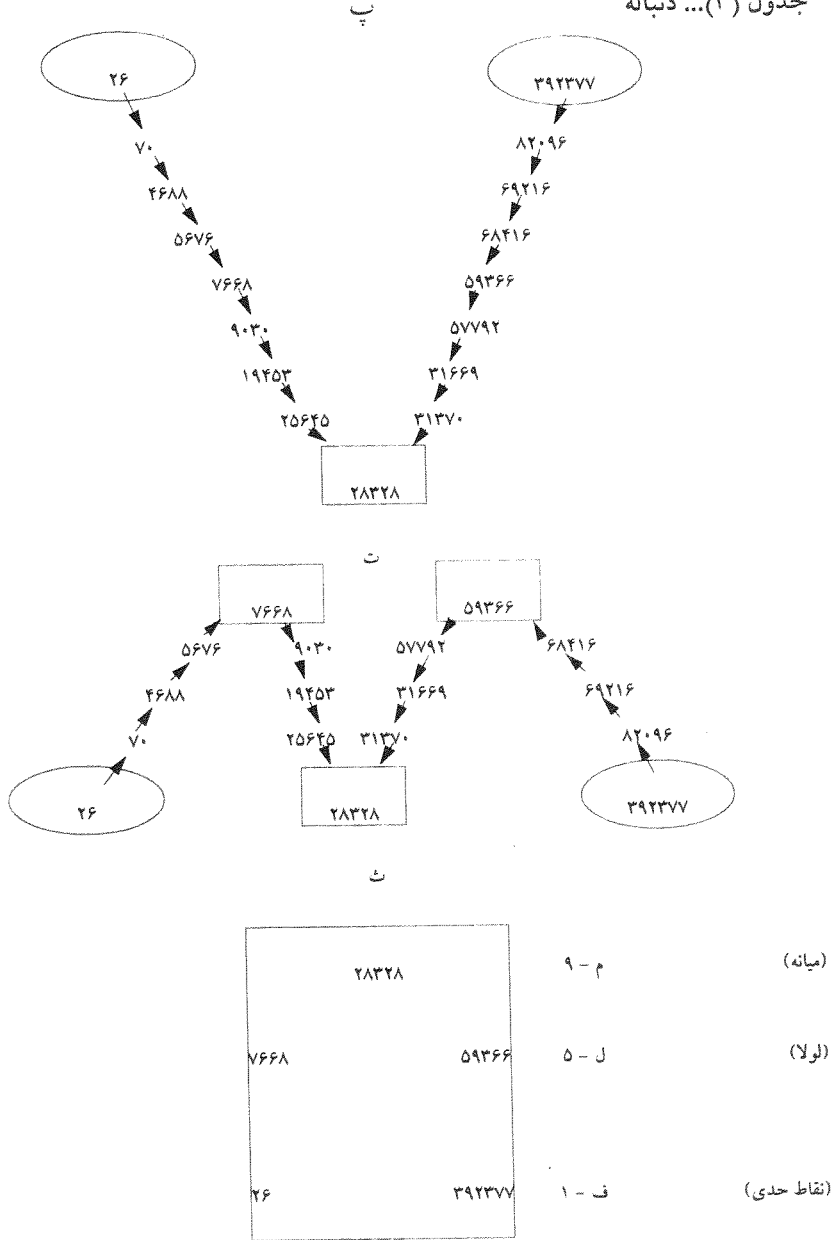 جدول (۲)... دنباله
پ
۲۶ ۳۹۲۳۷۷
۷۰ ۸۲۰۹۶
۴۶۸۸ ۶۹۲۱۶
۵۶۷۶ ۶۸۴۱۶
۷۶۶۸ ۵۹۳۶۶
۹۰۳۰ ۵۷۷۹۲
۱۹۴۵۳ ۳۱۶۶۹
۲۵۶۴۵ ۳۱۳۷۰
۲۸۳۲۸
ت
۷۶۶۸ ۵۹۳۶۶
۵۶۷۶ ۹۰۳۰ ۵۷۷۹۲ ۶۸۴۱۶
۴۶۸۸ ۱۹۴۵۳ ۳۱۶۶۹ ۶۹۲۱۶
۷۰ ۲۵۶۴۵ ۳۱۳۷۰ ۸۲۰۹۶
۲۶ ۲۸۳۲۸ ۳۹۲۳۷۷
ث
(میانه) م - ۹ ۲۸۳۲۸
(لولا) ل - ۵ ۵۹۳۶۶ ۷۶۶۸
(نقاط حدی) ف - ۱ ۳۹۲۳۷۷ ۲۶